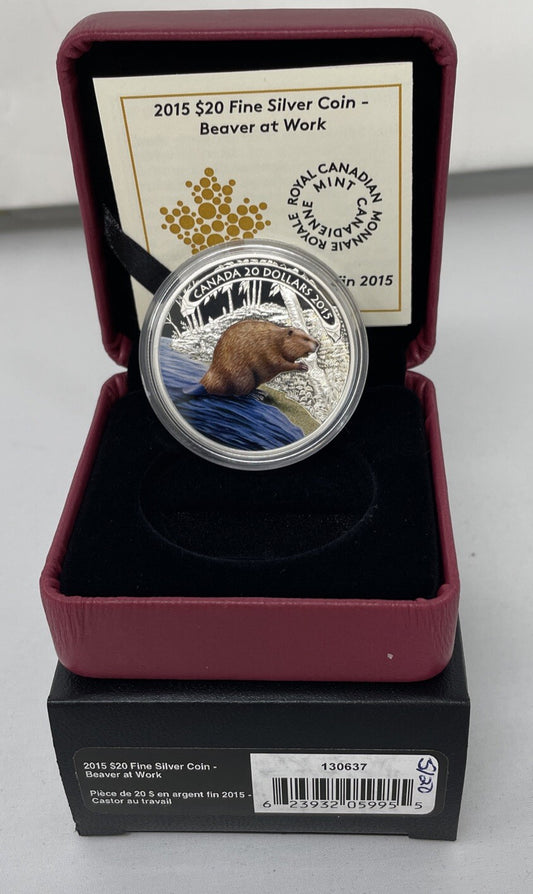 2015 $20 Fine Silver Coin -
Beaver at Work
ROYAL CANADIAN MINT
MONNAIE ROYALE CANADIENNE
fin 2015
CANADA 20 DOLLARS 2015
2015 $20 Fine Silver Coin -
Beaver at Work
Pièce de 20 $ en argent fin 2015 -
Castor au travail
130637
6 23932 05995 5